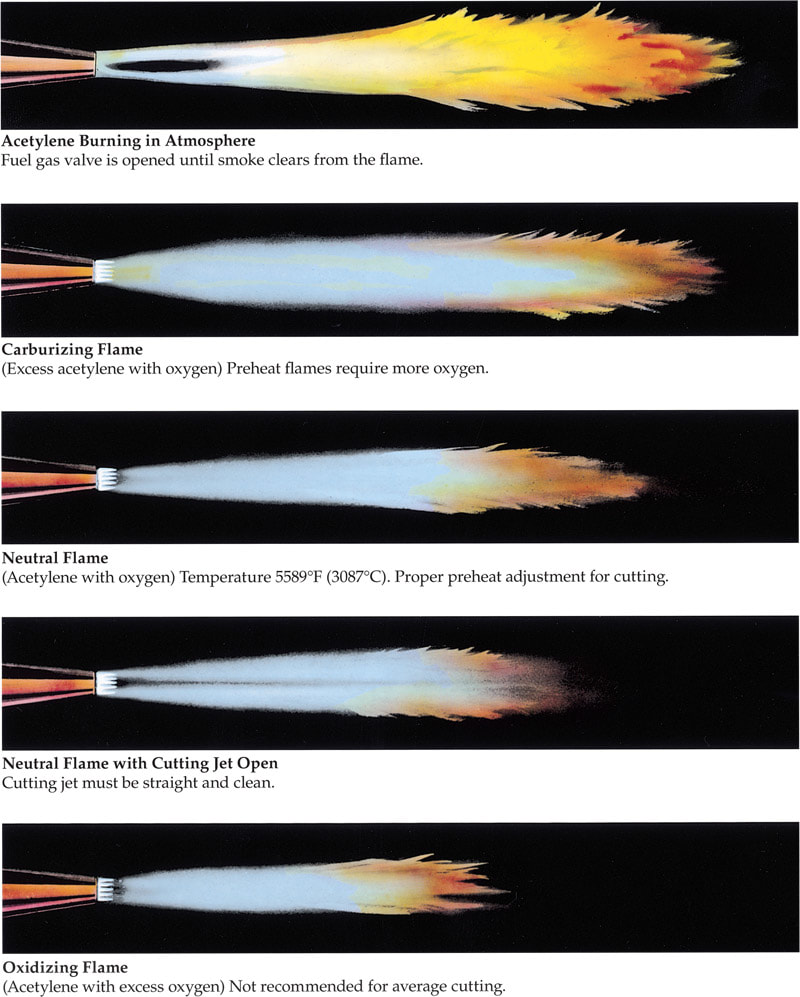 Acetylene Burning in Atmosphere
Fuel gas valve is opened until smoke clears from the flame.
Carburizing Flame
(Excess acetylene with oxygen) Preheat flames require more oxygen.
Neutral Flame
(Acetylene with oxygen) Temperature 5589°F (3087°C). Proper preheat adjustment for cutting.
Neutral Flame with Cutting Jet Open
Cutting jet must be straight and clean.
Oxidizing Flame
(Acetylene with excess oxygen) Not recommended for average cutting.